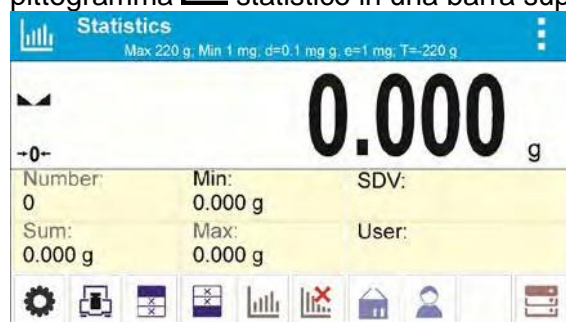 pittogramma statistico in una barra sup
Statistics
Max 220 g; Min 1 mg; d=0.1 mg g; e=1 mg; T=-220 g
0.000 g
→0←
Number: Min: SDV:
0 0.000 g
Sum: Max: User:
0.000 g 0.000 g